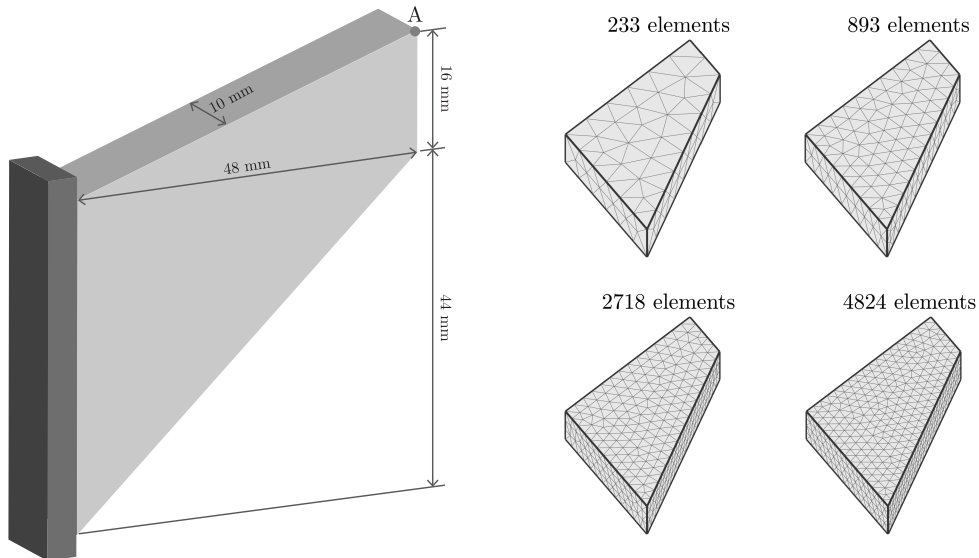 A
16 mm
10 mm
48 mm
44 mm
233 elements
893 elements
2718 elements
4824 elements